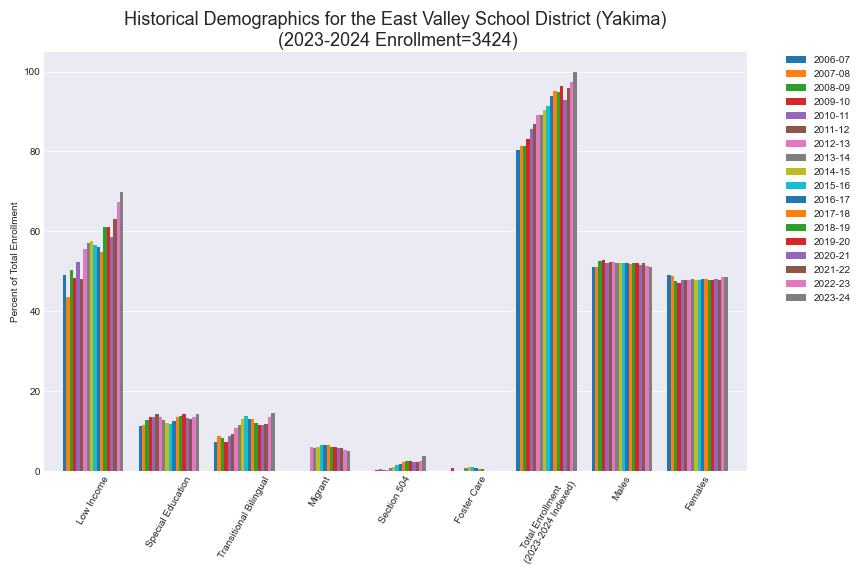 Historical Demographics for the East Valley School District (Yakima)
(2023-2024 Enrollment=3424)
Percent of Total Enrollment
100
80
60
40
20
0
Low Income
Special Education
Transitional Bilingual
Migrant
Section 504
Foster Care
Total Enrollment
(2023-2024 Indexed)
Males
Females
2006-07
2007-08
2008-09
2009-10
2010-11
2011-12
2012-13
2013-14
2014-15
2015-16
2016-17
2017-18
2018-19
2019-20
2020-21
2021-22
2022-23
2023-24